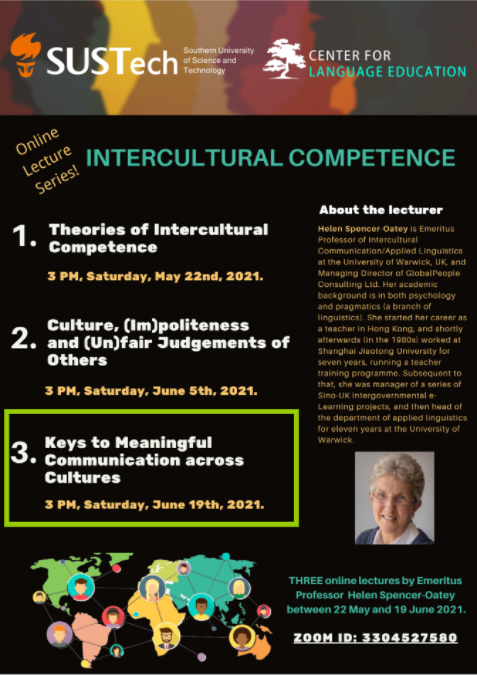 SUSTech
Southern University
of Science and
Technology
CENTER FOR
LANGUAGE EDUCATION
Online
Lecture
Series!
INTERCULTURAL COMPETENCE
1. Theories of Intercultural
Competence
3 PM, Saturday, May 22nd, 2021.
2. Culture, (Im)politeness
and (Un)fair Judgements of
Others
3 PM, Saturday, June 5th, 2021.
3. Keys to Meaningful
Communication across
Cultures
3 PM, Saturday, June 19th, 2021.
About the lecturer
Helen Spencer-Oatey is Emeritus
Professor of Intercultural
Communication/Applied Linguistics
at the University of Warwick, UK, and
Managing Director of GlobalPeople
Consulting Ltd. Her academic
background is in both psychology
and pragmatics (a branch of
linguistics). She started her career as
a teacher in Hong Kong, and shortly
afterwards (in the 1980s) worked at
Shanghai Jiaotong University for
seven years, running a teacher
training programme. Subsequent to
that, she was manager of a series of
Sino-UK intergovernmental e-
Learning projects, and then head of
the department of applied linguistics
for eleven years at the University of
Warwick.
THREE online lectures by Emeritus
Professor Helen Spencer-Oatey
between 22 May and 19 June 2021.
ZOOM ID: 3304527580